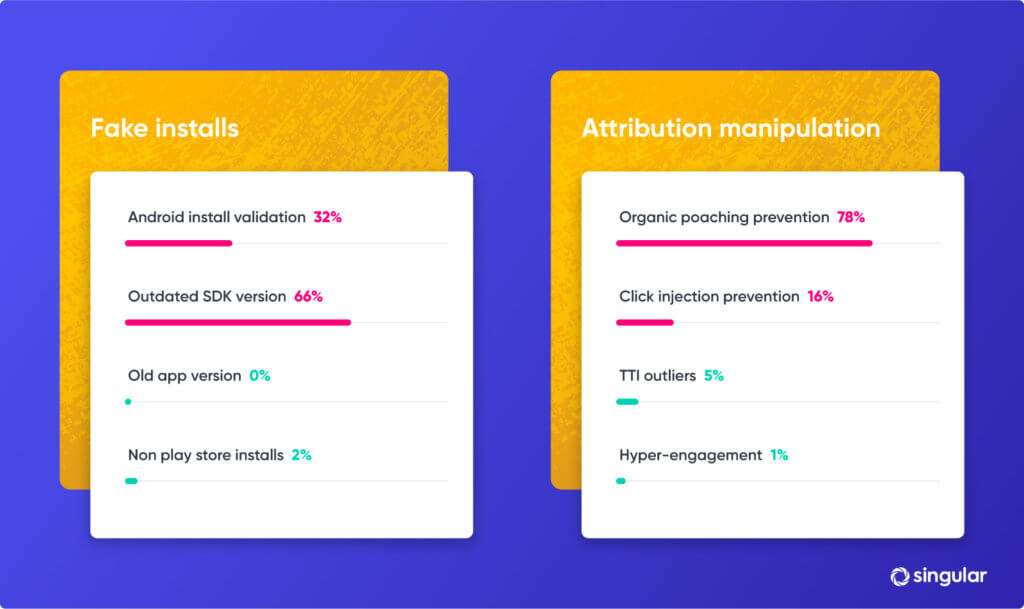 Fake installs
Android install validation 32%
Outdated SDK version 66%
Old app version 0%
Non play store installs 2%
Attribution manipulation
Organic poaching prevention 78%
Click injection prevention 16%
TTI outliers 5%
Hyper-engagement 1%
singular